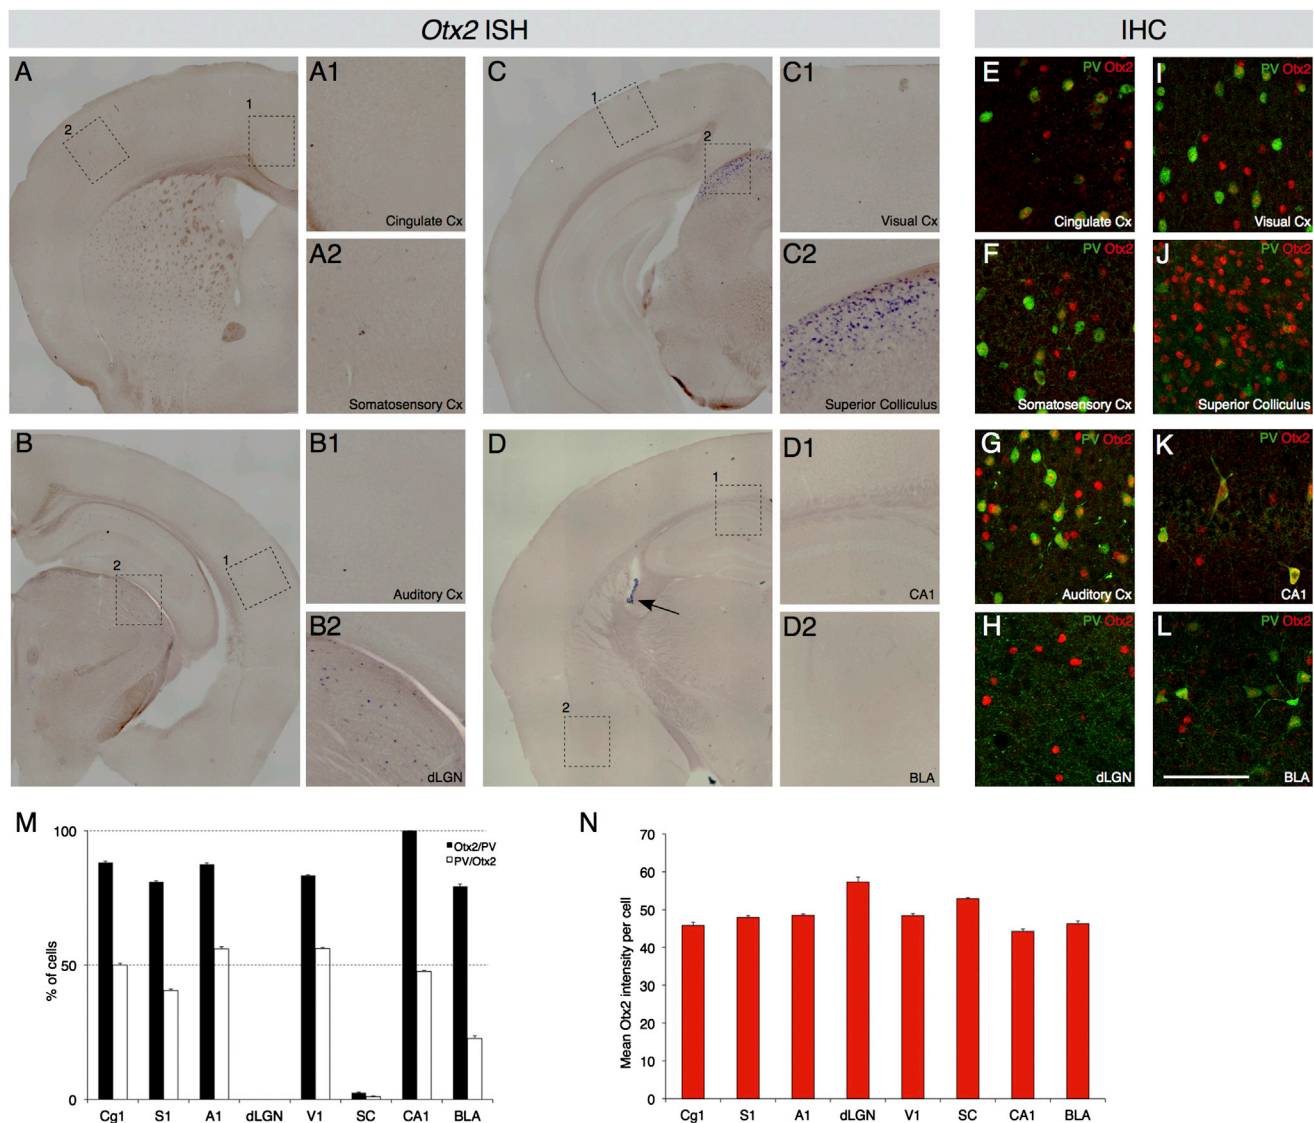 Otx2 ISH
IHC
A
1
2
A1
Cingulate Cx
A2
Somatosensory Cx
C
1
2
C1
Visual Cx
C2
Superior Colliculus
E
PV Otx2
Cingulate Cx
I
PV Otx2
Visual Cx
F
PV Otx2
Somatosensory Cx
J
PV Otx2
Superior Colliculus
B
1
2
B1
Auditory Cx
B2
dLGN
D
1
2
D1
CA1
D2
BLA
G
PV Otx2
Auditory Cx
K
PV Otx2
CA1
H
PV Otx2
dLGN
L
PV Otx2
BLA
M
100
50
0
% of cells
Otx2/PV
PV/Otx2
Cg1 S1 A1 dLGN V1 SC CA1 BLA
N
70
60
50
40
30
20
10
0
Mean Otx2 intensity per cell
Cg1 S1 A1 dLGN V1 SC CA1 BLA